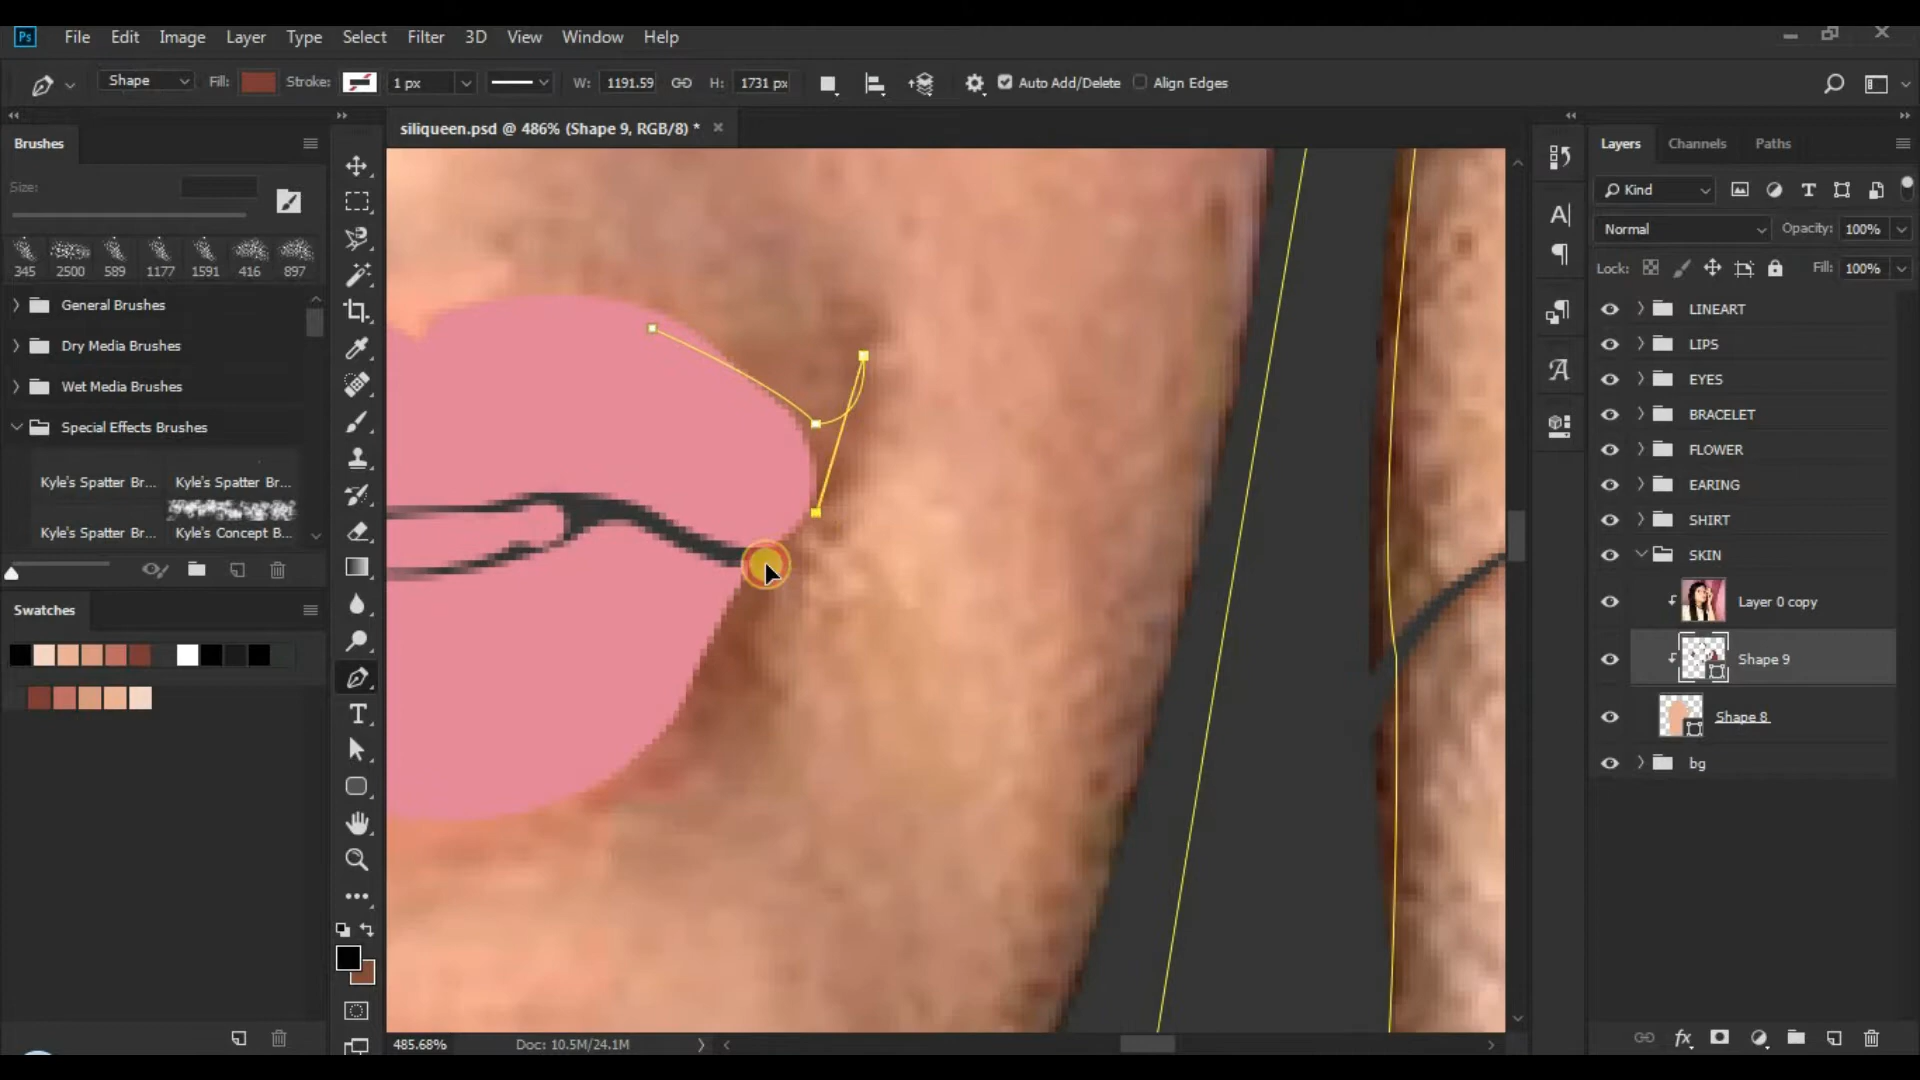 Ps File Edit Image Layer Type Select Filter 3D View Window Help
Shape Fill: Stroke: 1 px W: 1191.59 H: 1731 px Auto Add/Delete Align Edges
siliqueen.psd @ 486% (Shape 9, RGB/8) *
Brushes
Size:
345 2500 589 1177 1591 416 897
General Brushes
Dry Media Brushes
Wet Media Brushes
Special Effects Brushes
Kyle's Spatter Br... Kyle's Spatter Br...
Kyle's Spatter Br... Kyle's Concept B...
Swatches
Layers Channels Paths
Kind
Normal Opacity: 100%
Lock: Fill: 100%
LINEART
LIPS
EYES
BRACELET
FLOWER
EARING
SHIRT
SKIN
Layer 0 copy
Shape 9
Shape 8
bg
485.68% Doc: 10.5M/24.1M